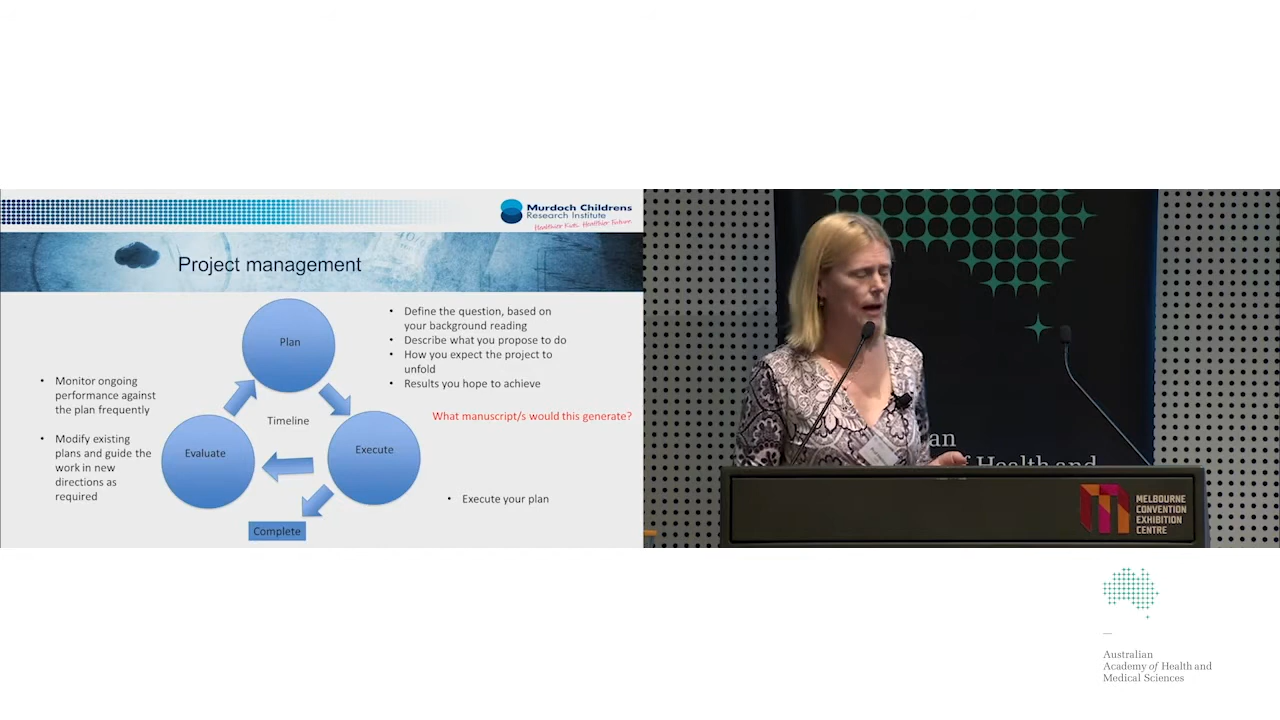 Murdoch Childrens
Research Institute
Healthier Kids. Healthier Future.
Project management
Plan
• Define the question, based on
your background reading
• Describe what you propose to do
• How you expect the project to
unfold
• Results you hope to achieve
What manuscript/s would this generate?
• Monitor ongoing
performance against
the plan frequently
• Modify existing
plans and guide the
work in new
directions as
required
Timeline
Evaluate
Execute
• Execute your plan
Complete
an
of Health and
MELBOURNE
CONVENTION
EXHIBITION
CENTRE
Australian
Academy of Health and
Medical Sciences